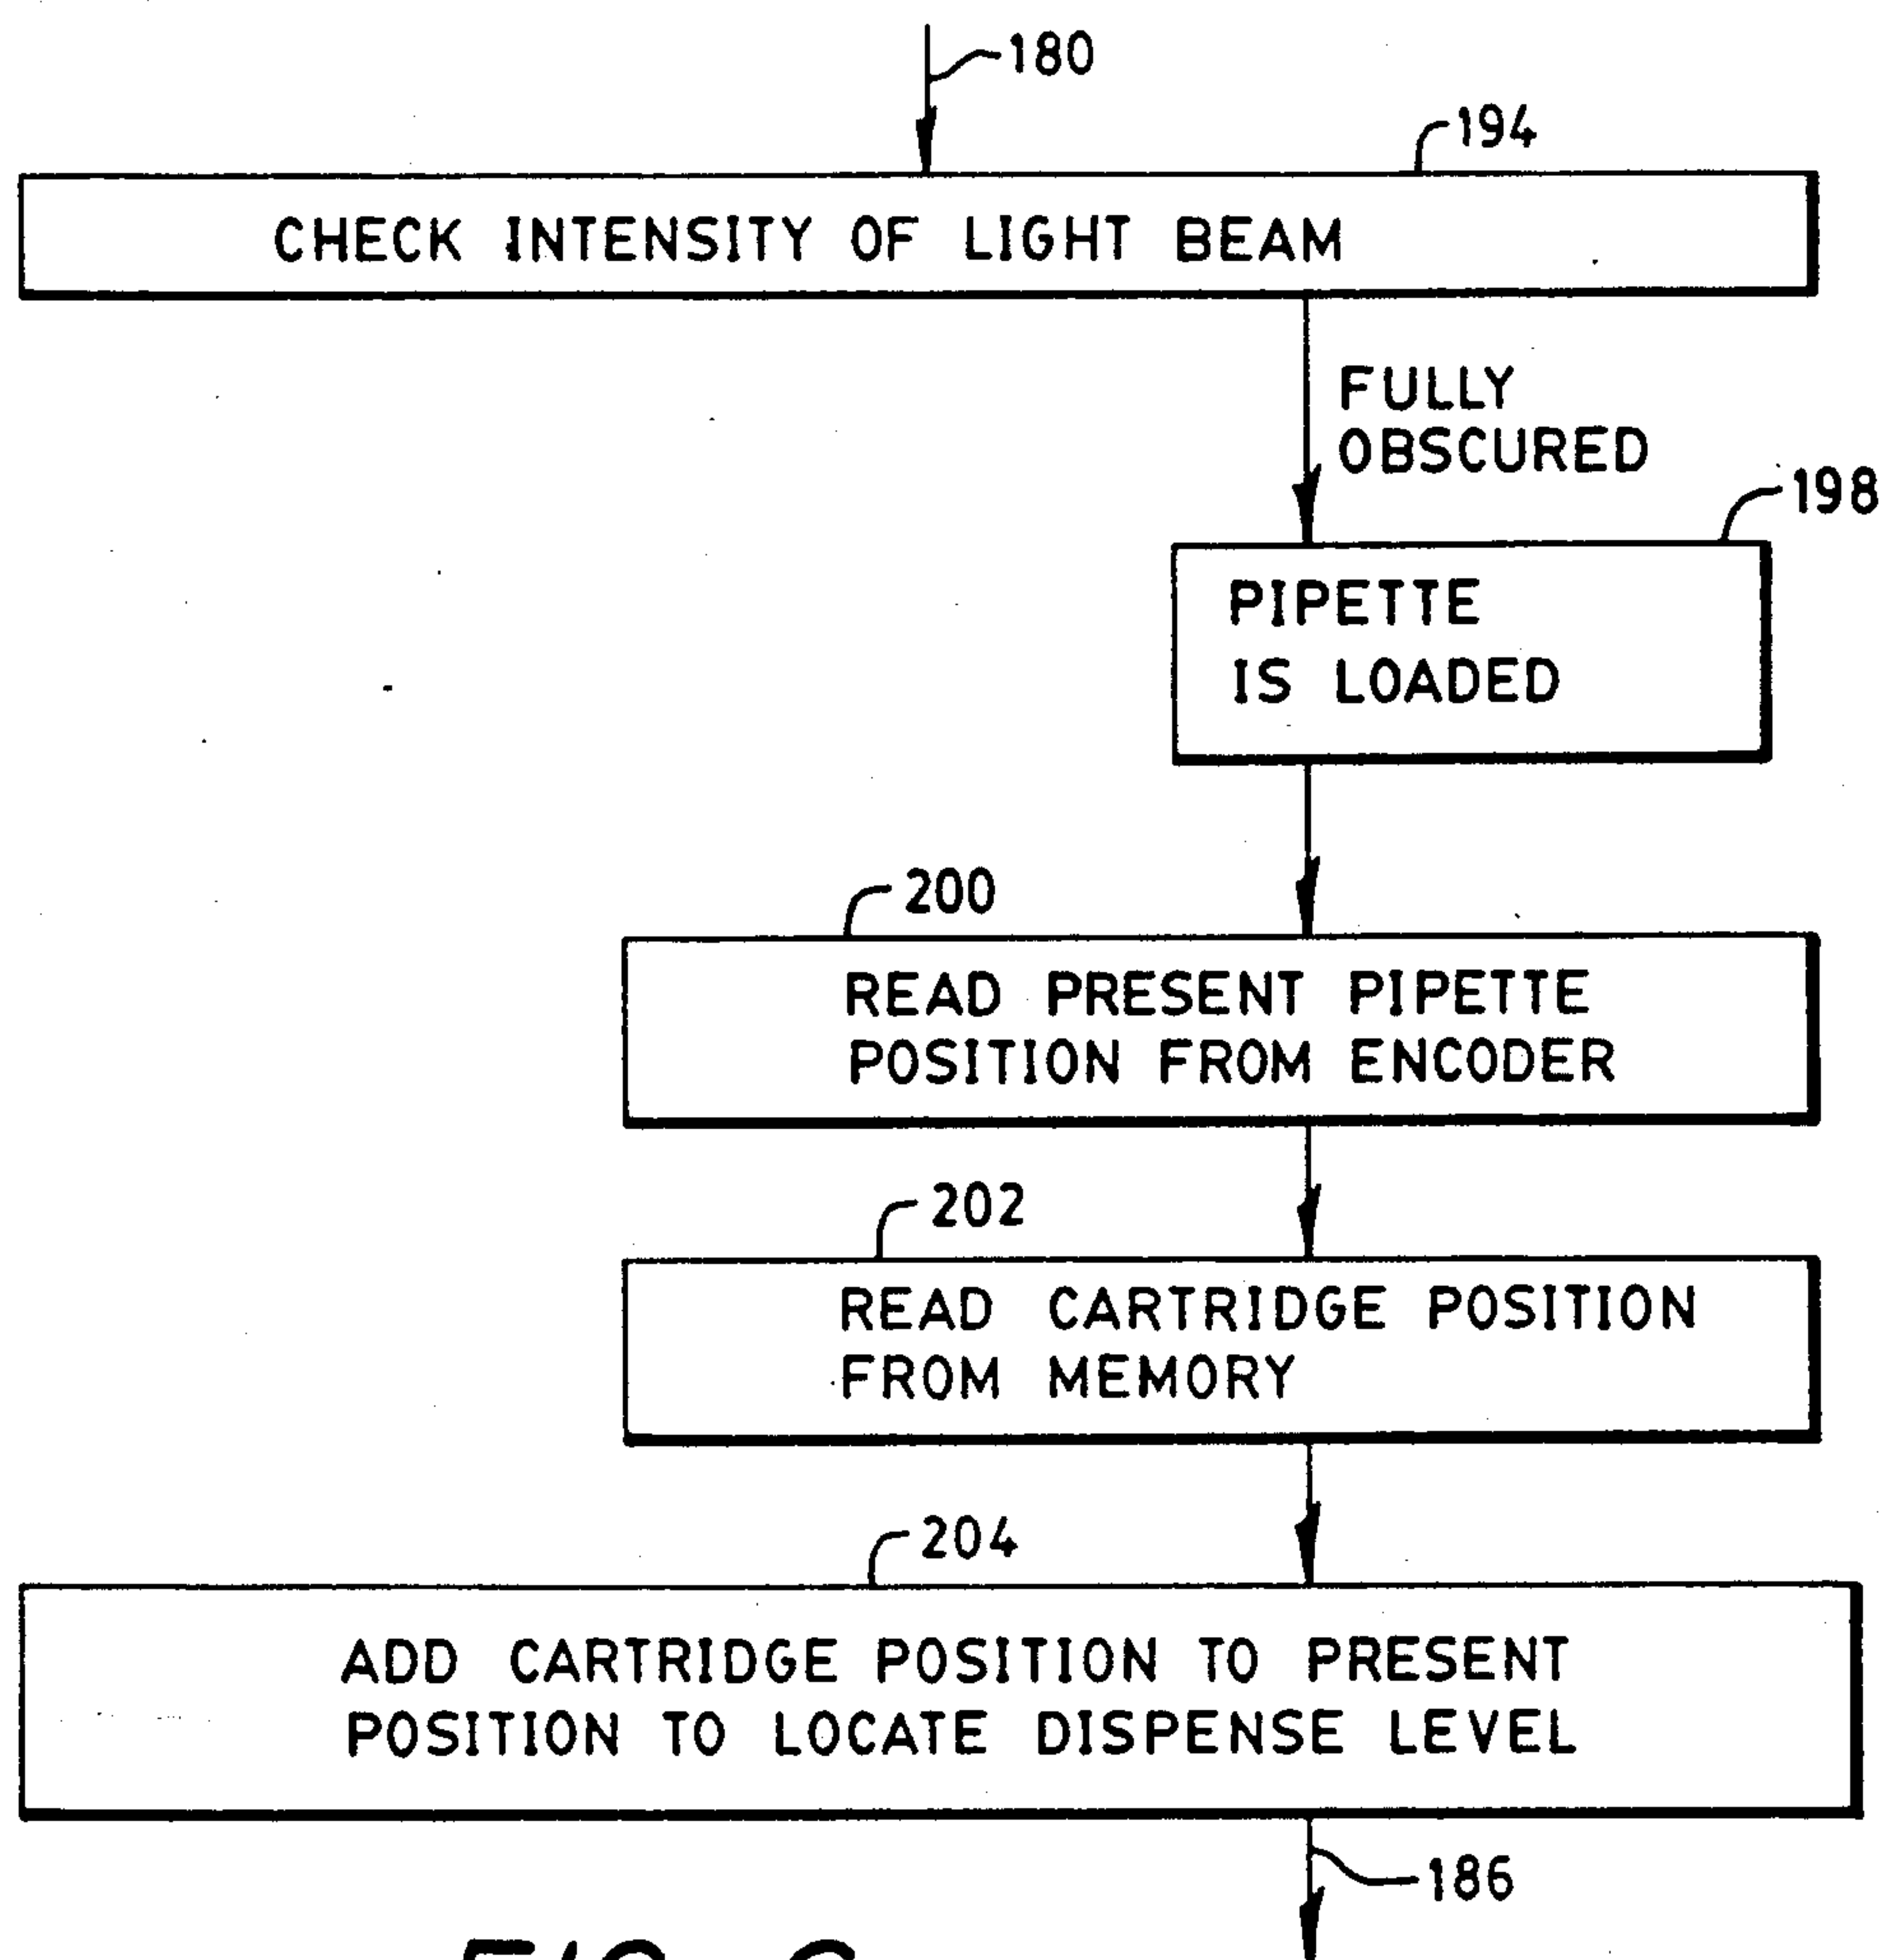 180
194
CHECK INTENSITY OF LIGHT BEAM
FULLY
OBSCURED
198
PIPETTE
IS LOADED
200
READ PRESENT PIPETTE
POSITION FROM ENCODER
202
READ CARTRIDGE POSITION
FROM MEMORY
204
ADD CARTRIDGE POSITION TO PRESENT
POSITION TO LOCATE DISPENSE LEVEL
186